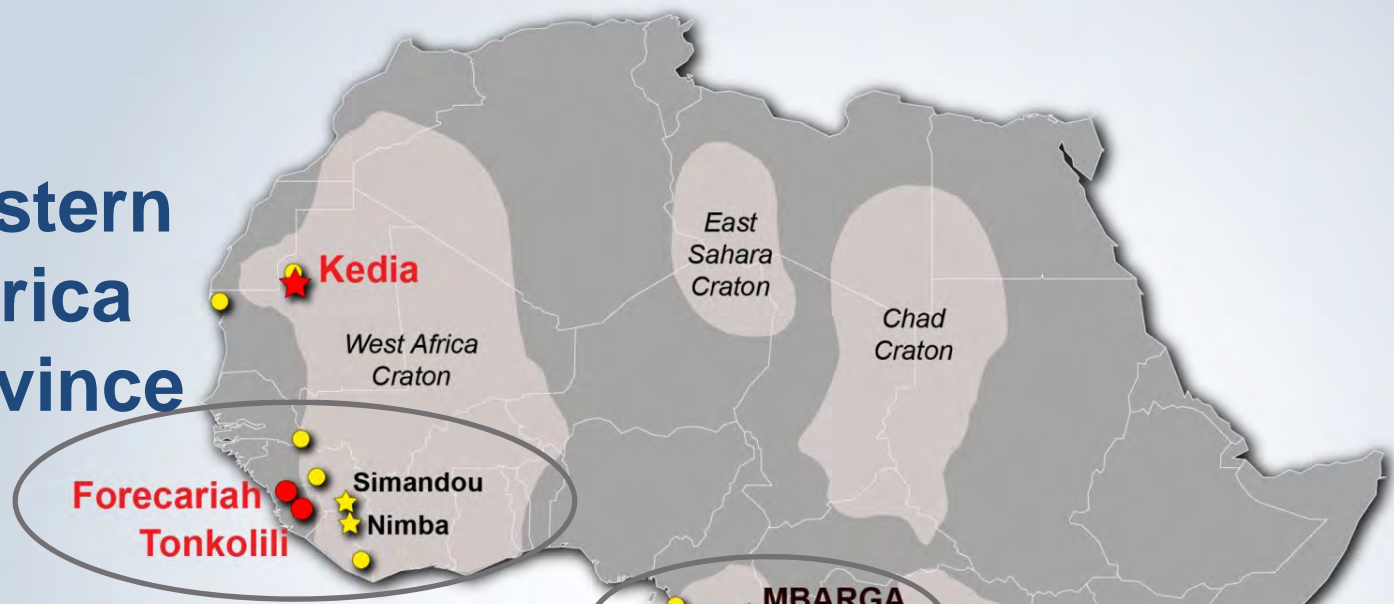 stern
rica
vince
Kedia
East
Sahara
Craton
Chad
Craton
West Africa
Craton
Simandou
Forecariah
Nimba
Tonkolili
MBARGA